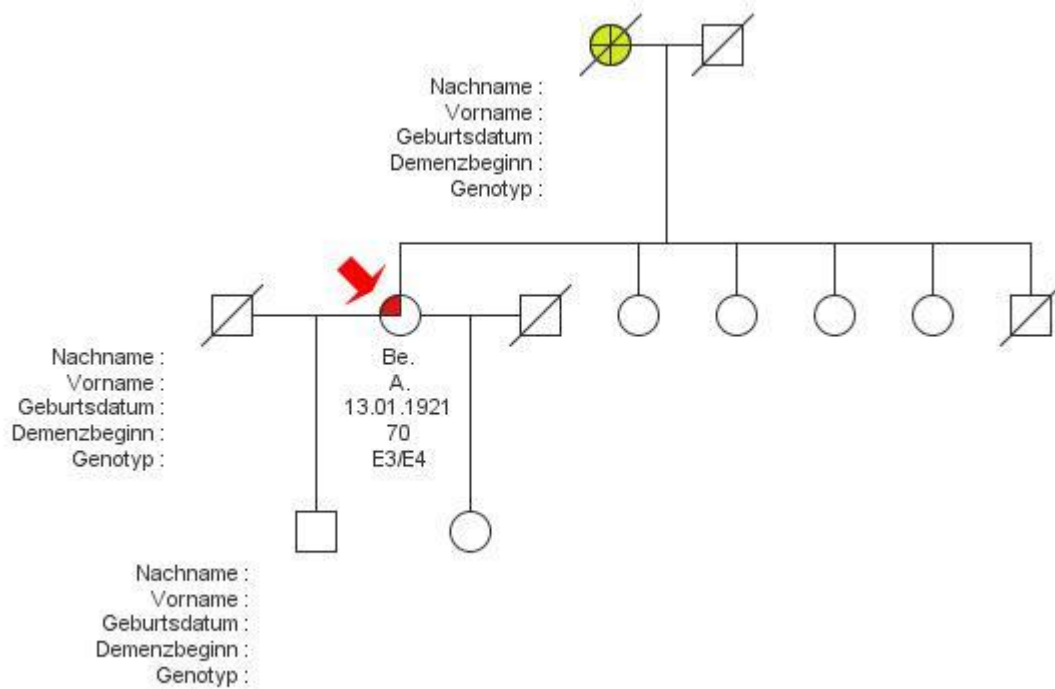 Nachname :
Vorname :
Geburtsdatum :
Demenzbeginn :
Genotyp :
Nachname : Be.
Vorname : A.
Geburtsdatum : 13.01.1921
Demenzbeginn : 70
Genotyp : E3/E4
Nachname :
Vorname :
Geburtsdatum :
Demenzbeginn :
Genotyp :